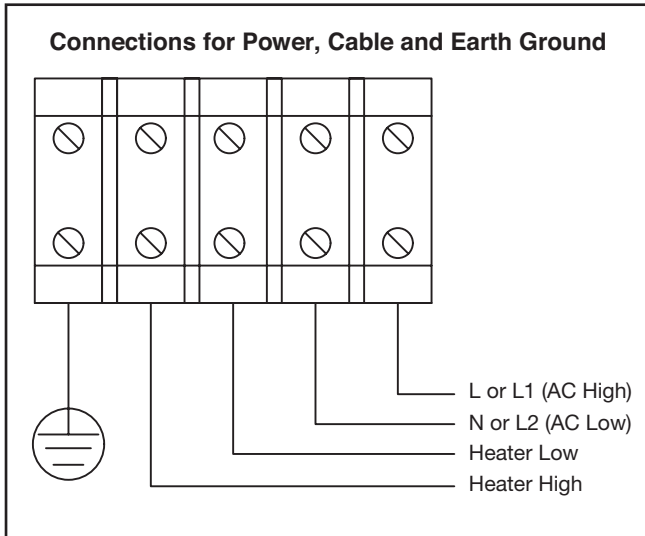 Connections for Power, Cable and Earth Ground
L or L1 (AC High)
N or L2 (AC Low)
Heater Low
Heater High